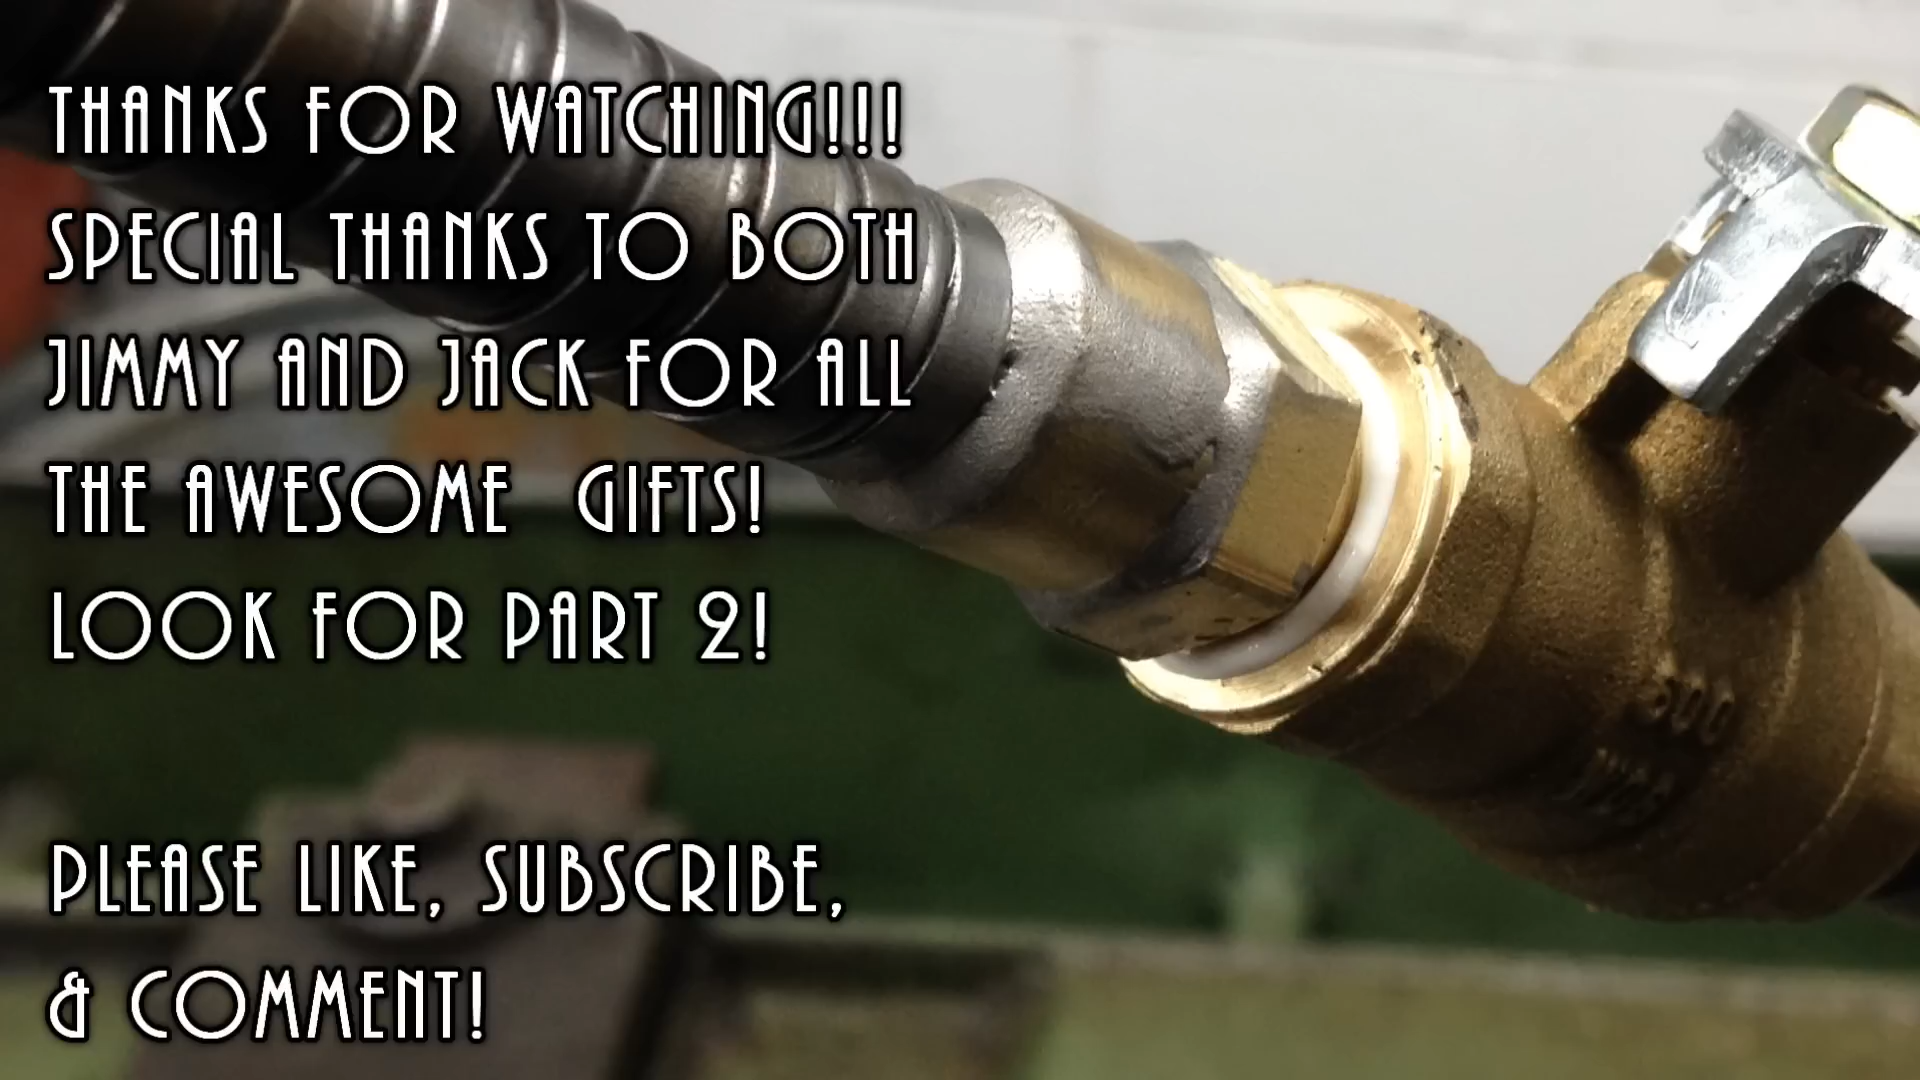 THANKS FOR WATCHING!!!
SPECIAL THANKS TO BOTH
JIMMY AND JACK FOR ALL
THE AWESOME GIFTS!
LOOK FOR PART 2!
PLEASE LIKE, SUBSCRIBE,
& COMMENT!